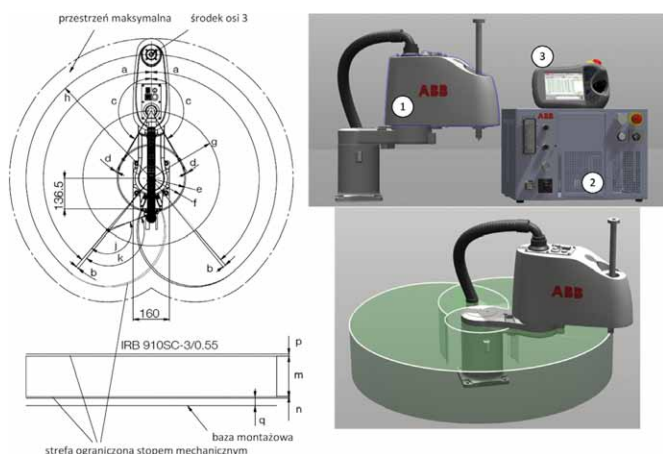 przestrzeń maksymalna
środek osi 3
a
a
h
c
c
g
d
d
e
f
136,5
j
k
b
b
160
IRB 910SC-3/0.55
p
m
n
q
baza montażowa
strefa ograniczona stopem mechanicznym
1
ABB
3
ABB
2
ABB